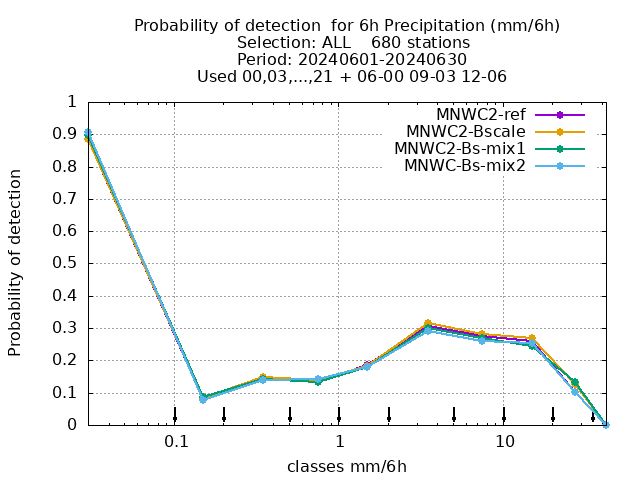 Probability of detection  for 6h Precipitation (mm/6h)
Selection: ALL    680 stations
Period: 20240601-20240630
Used 00,03,...,21 + 06-00 09-03 12-06
MNWC2-ref
MNWC2-Bscale
MNWC2-Bs-mix1
MNWC-Bs-mix2
Probability of detection
1
0.9
0.8
0.7
0.6
0.5
0.4
0.3
0.2
0.1
0
0.1 1 10
classes mm/6h